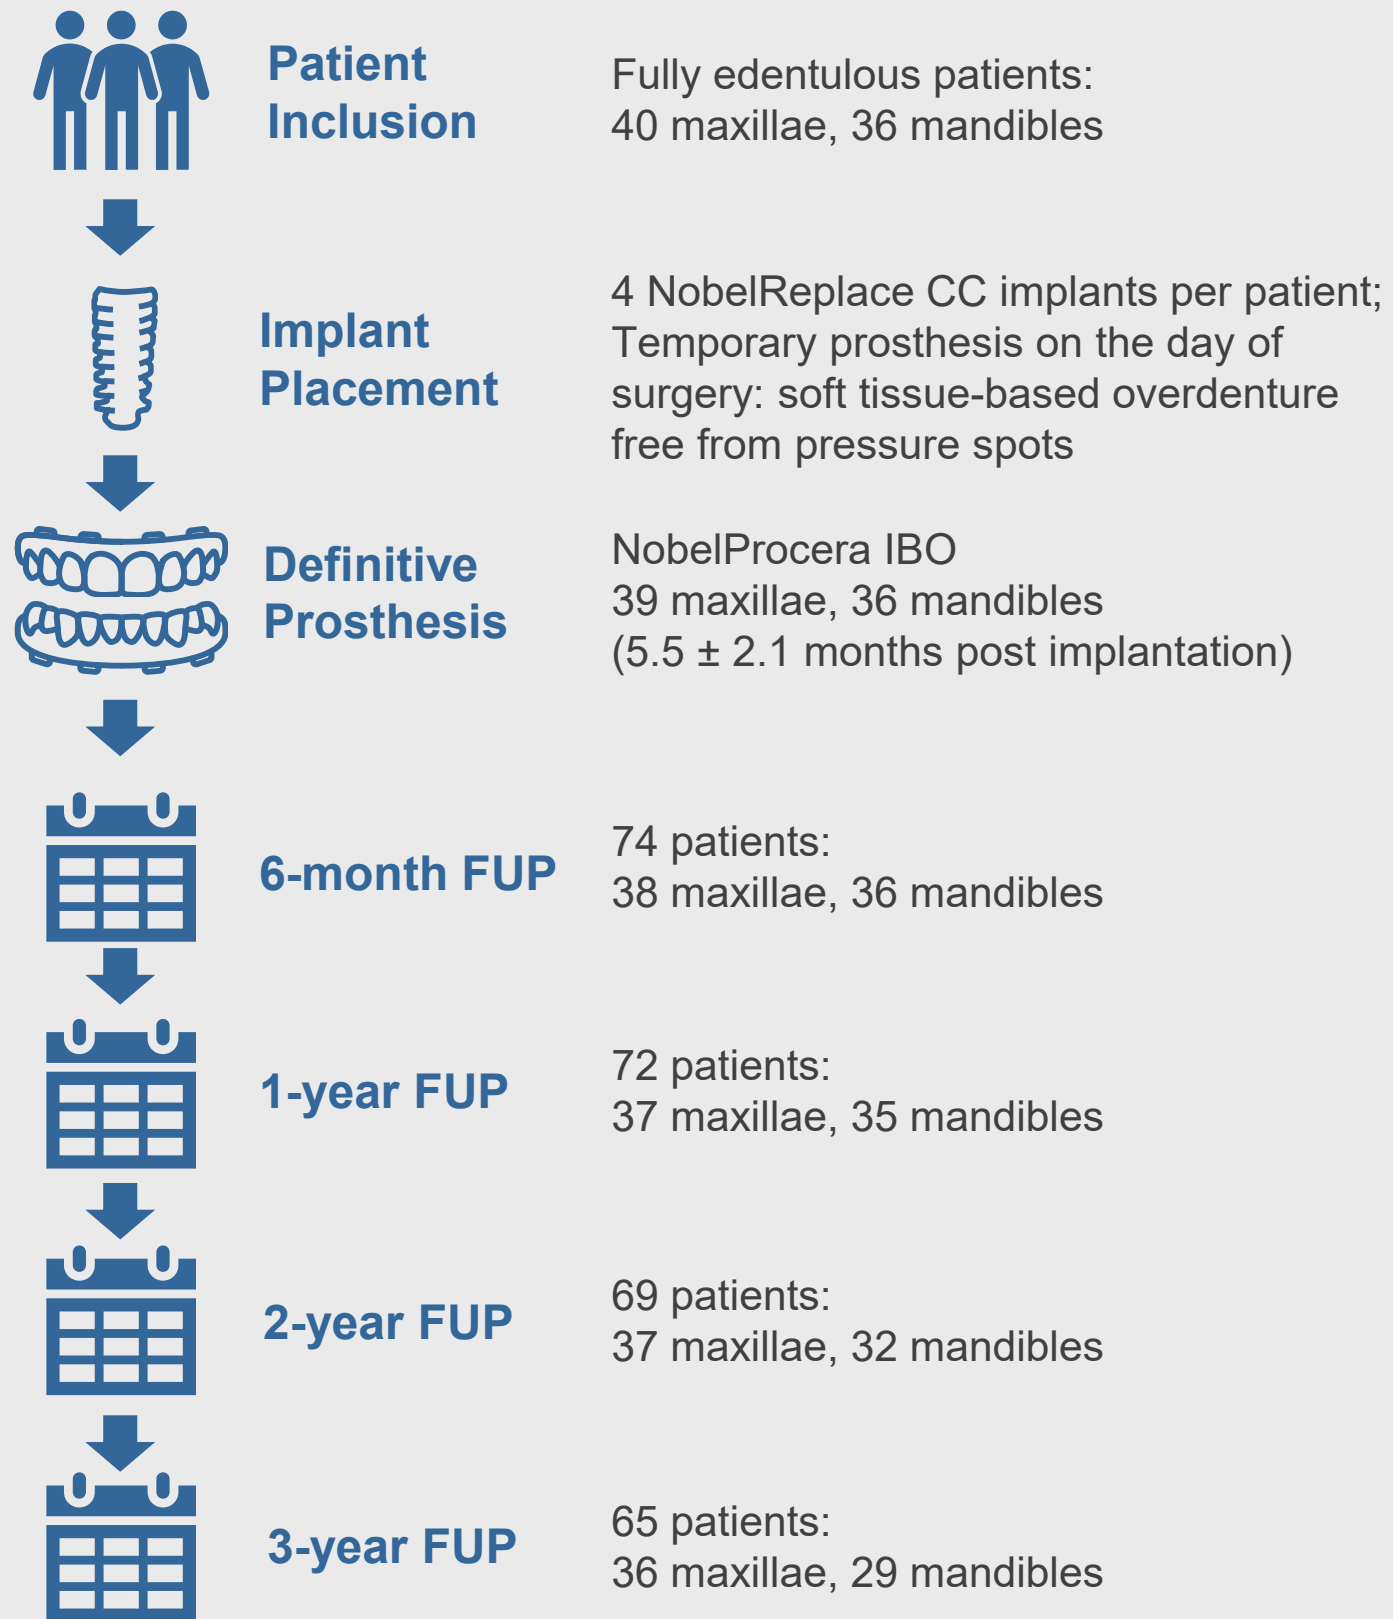 Patient
Inclusion
Fully edentulous patients:
40 maxillae, 36 mandibles
Implant
Placement
4 NobelReplace CC implants per patient;
Temporary prosthesis on the day of
surgery: soft tissue-based overdenture
free from pressure spots
Definitive
Prosthesis
NobelProcera IBO
39 maxillae, 36 mandibles
(5.5 ± 2.1 months post implantation)
6-month FUP
74 patients:
38 maxillae, 36 mandibles
1-year FUP
72 patients:
37 maxillae, 35 mandibles
2-year FUP
69 patients:
37 maxillae, 32 mandibles
3-year FUP
65 patients:
36 maxillae, 29 mandibles